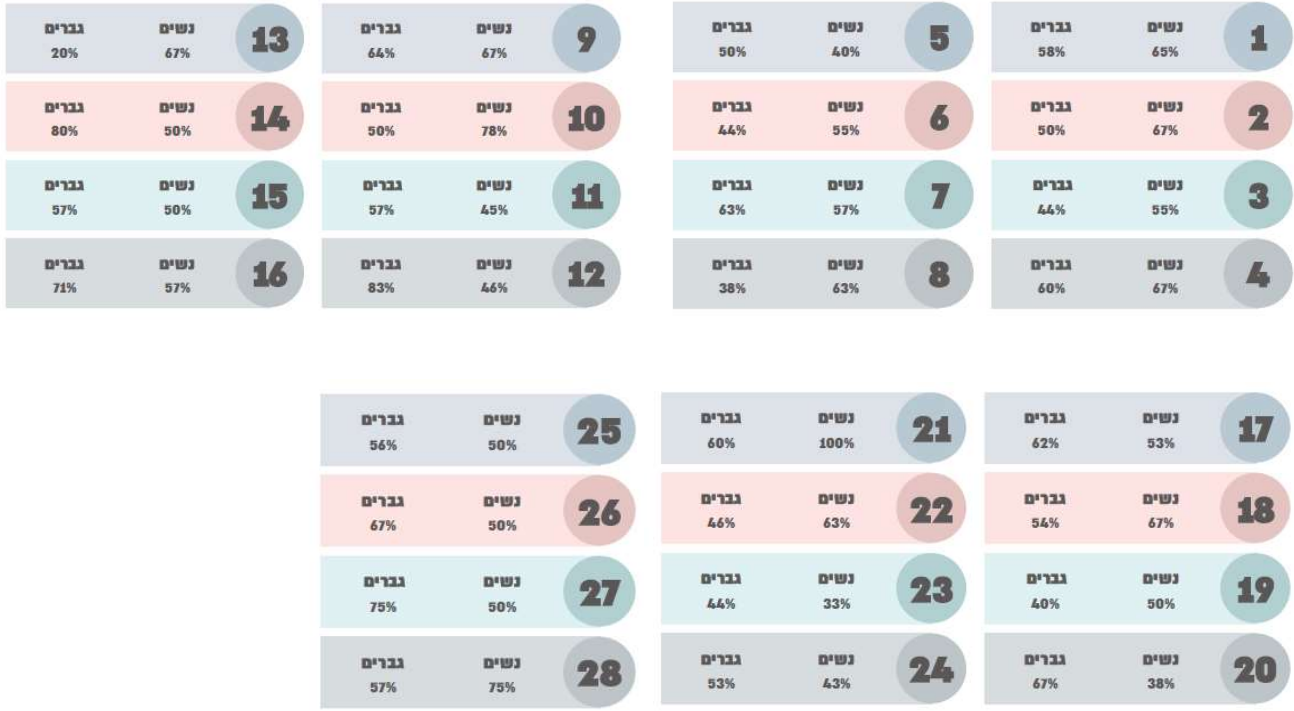 1
נשים גברים
65% 58%
2
נשים גברים
67% 50%
3
נשים גברים
55% 44%
4
נשים גברים
67% 60%
5
נשים גברים
40% 50%
6
נשים גברים
55% 44%
7
נשים גברים
57% 63%
8
נשים גברים
63% 38%
9
נשים גברים
67% 64%
10
נשים גברים
78% 50%
11
נשים גברים
45% 57%
12
נשים גברים
46% 83%
13
נשים גברים
67% 20%
14
נשים גברים
50% 80%
15
נשים גברים
50% 57%
16
נשים גברים
57% 71%
17
נשים גברים
53% 62%
18
נשים גברים
67% 54%
19
נשים גברים
50% 40%
20
נשים גברים
38% 67%
21
נשים גברים
100% 60%
22
נשים גברים
63% 46%
23
נשים גברים
33% 44%
24
נשים גברים
43% 53%
25
נשים גברים
50% 56%
26
נשים גברים
50% 67%
27
נשים גברים
50% 75%
28
נשים גברים
75% 57%